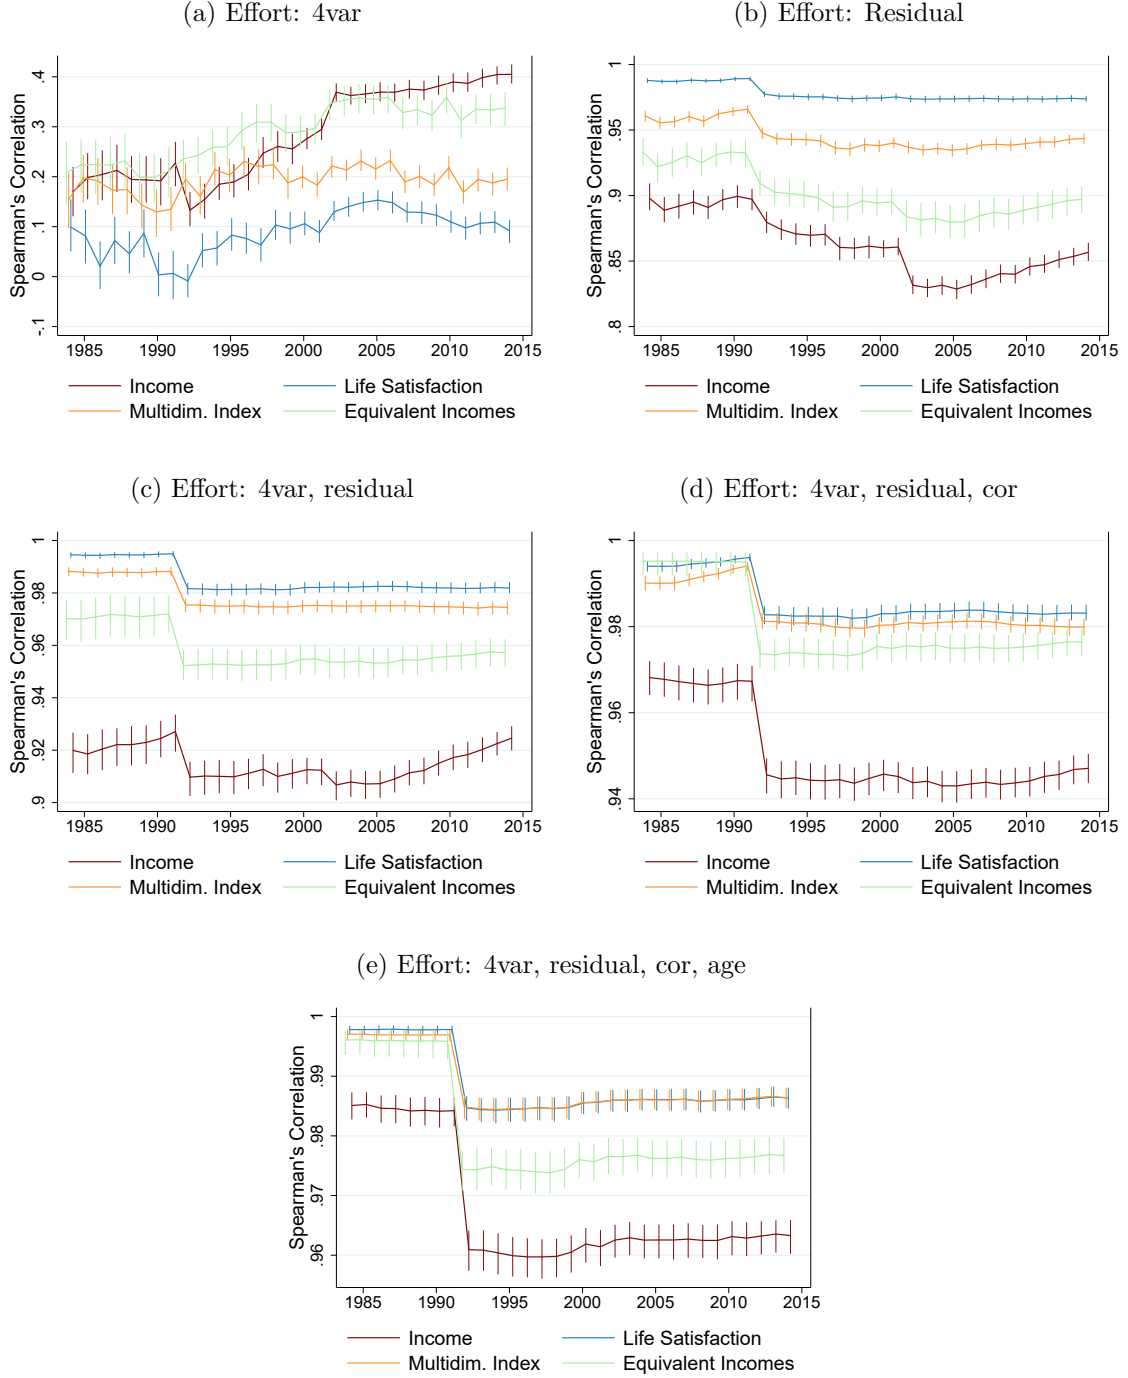 (a) Effort: 4var
Spearman's Correlation
.4
.3
.2
.1
0
-.1
1985 1990 1995 2000 2005 2010 2015
Income Life Satisfaction
Multidim. Index Equivalent Incomes
(b) Effort: Residual
Spearman's Correlation
1
.95
.9
.85
.8
1985 1990 1995 2000 2005 2010 2015
Income Life Satisfaction
Multidim. Index Equivalent Incomes
(c) Effort: 4var, residual
Spearman's Correlation
1
.98
.96
.94
.92
.9
1985 1990 1995 2000 2005 2010 2015
Income Life Satisfaction
Multidim. Index Equivalent Incomes
(d) Effort: 4var, residual, cor
Spearman's Correlation
1
.98
.96
.94
1985 1990 1995 2000 2005 2010 2015
Income Life Satisfaction
Multidim. Index Equivalent Incomes
(e) Effort: 4var, residual, cor, age
Spearman's Correlation
1
.99
.98
.97
.96
1985 1990 1995 2000 2005 2010 2015
Income Life Satisfaction
Multidim. Index Equivalent Incomes